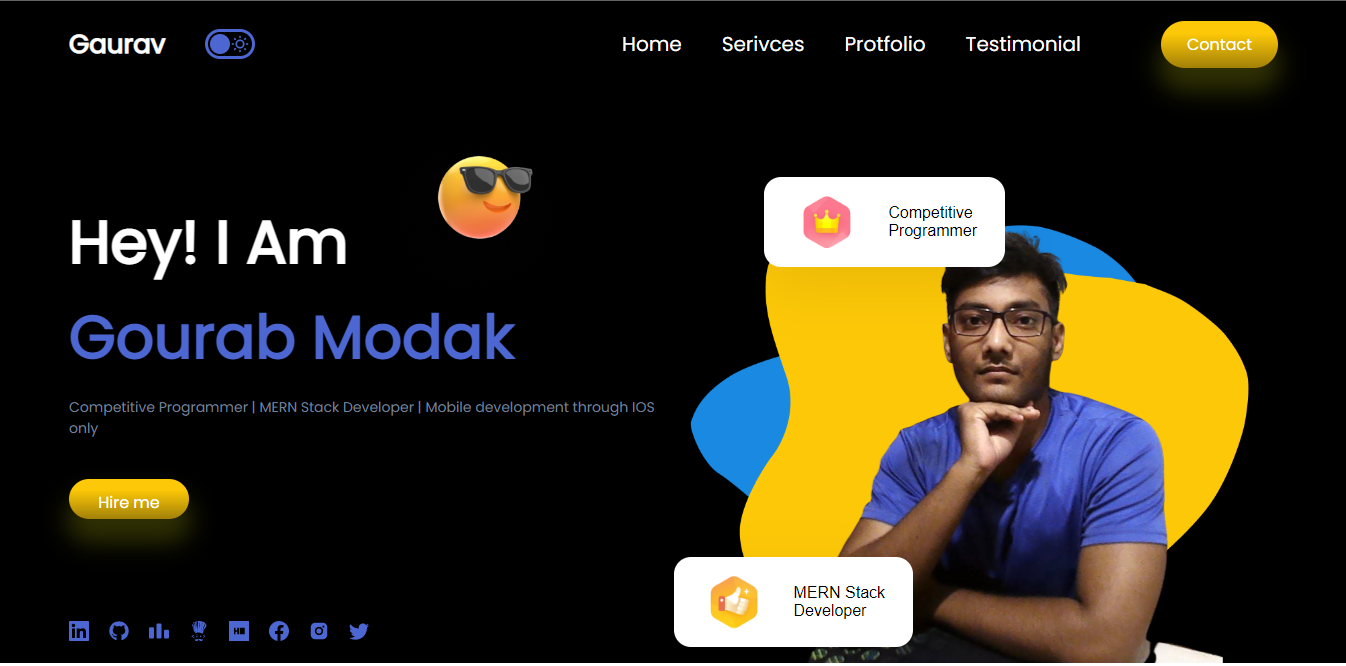 Gaurav
Home Serivces Protfolio Testimonial Contact
Competitive
Programmer
Hey! I Am
Gourab Modak
Competitive Programmer | MERN Stack Developer | Mobile development through IOS
only
Hire me
MERN Stack
Developer